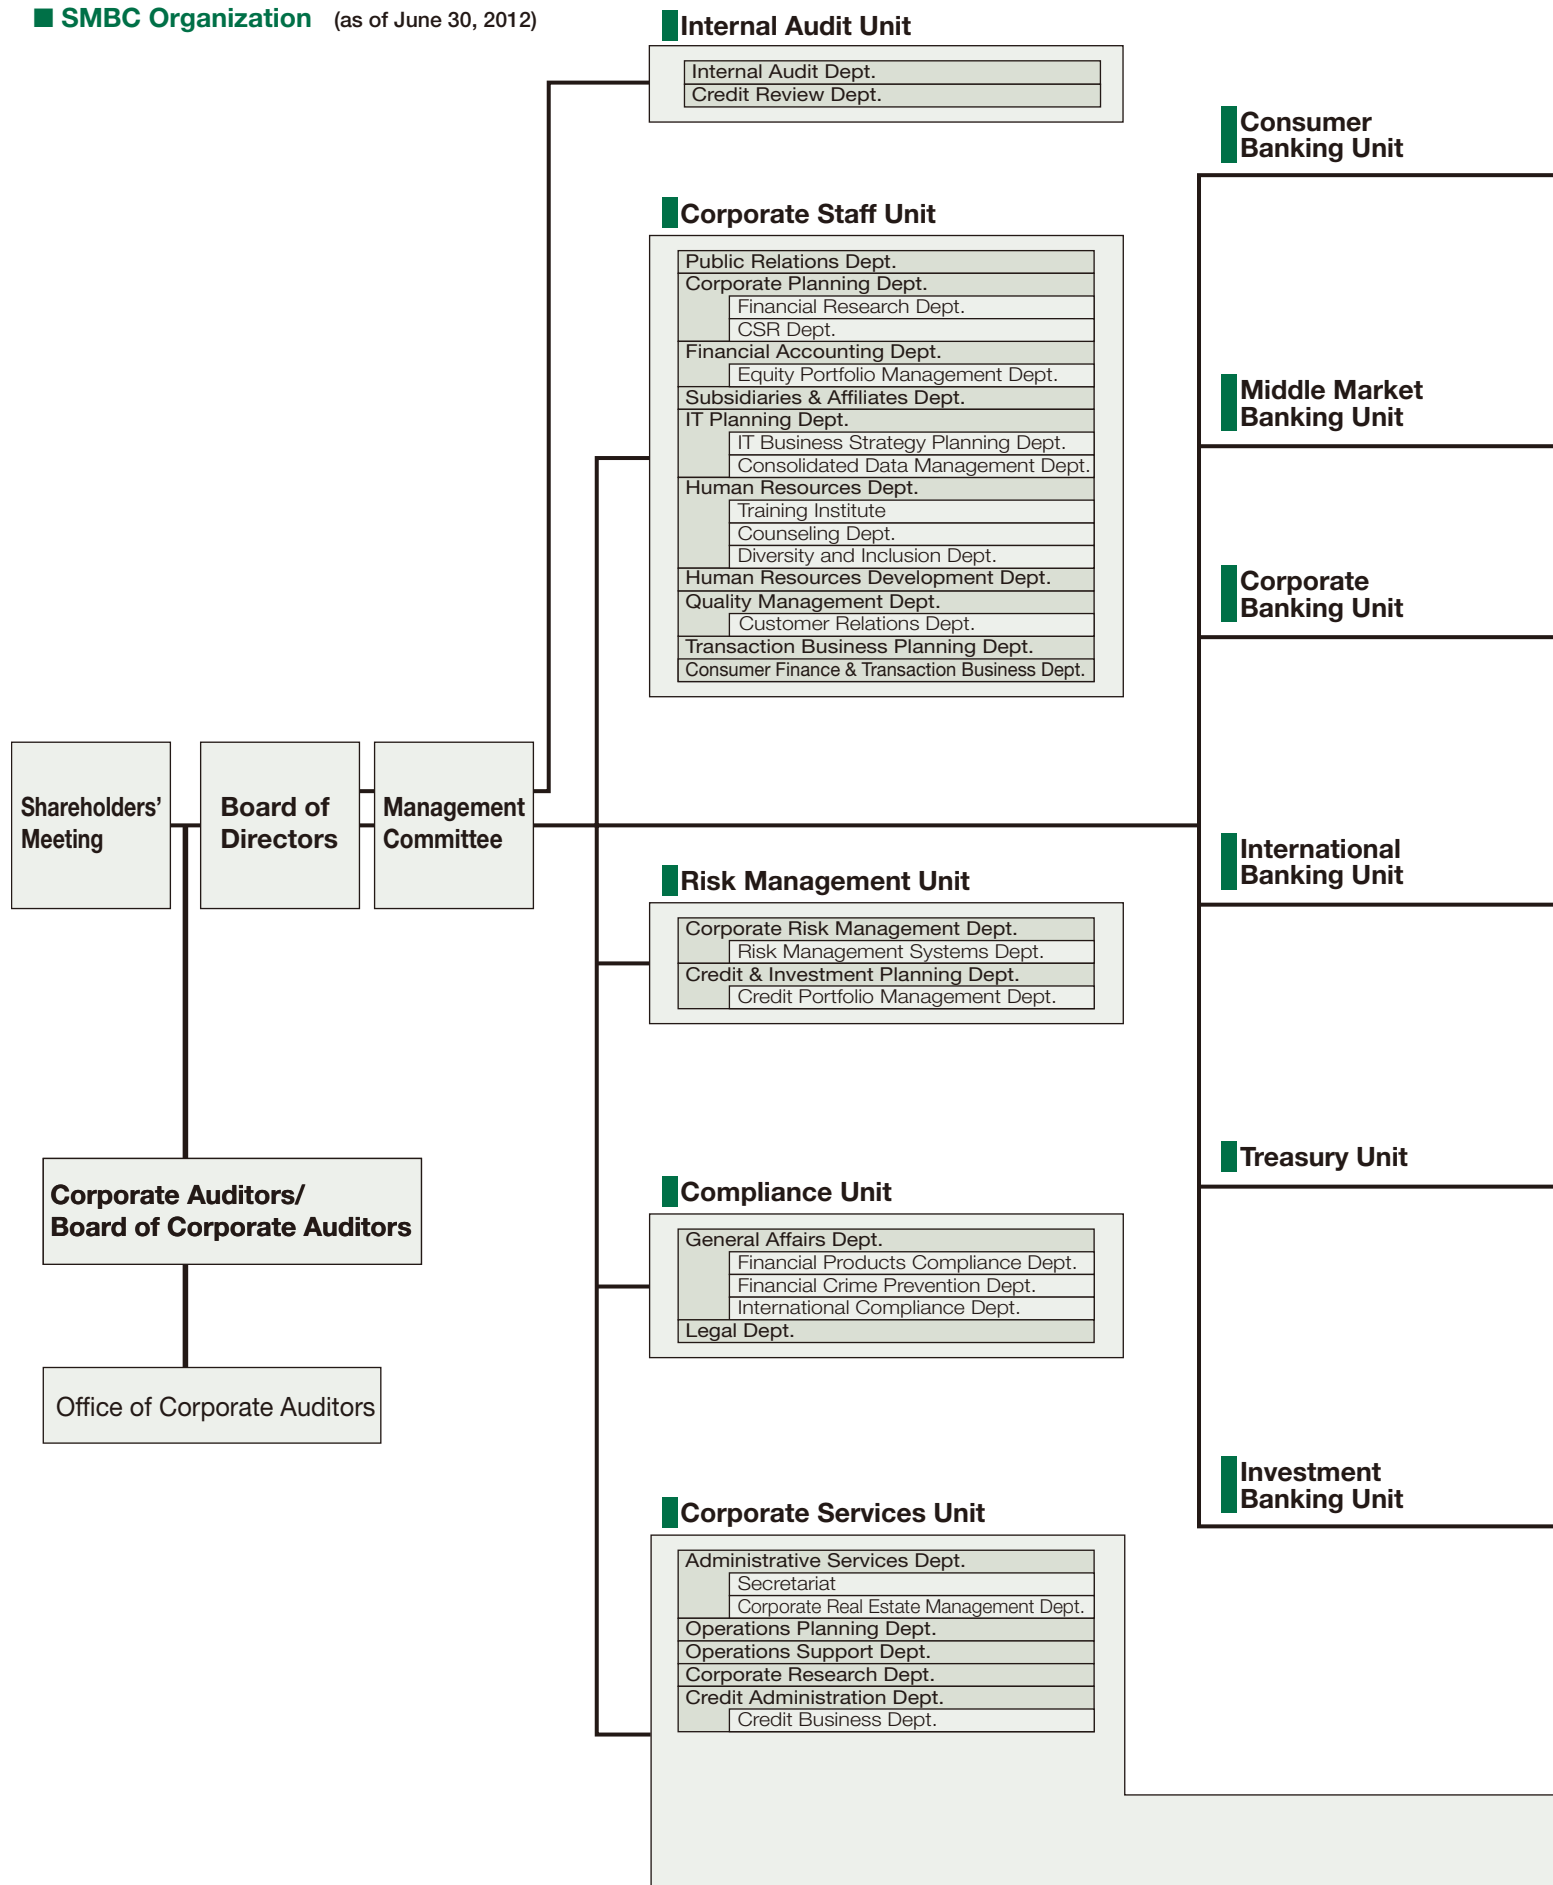 SMBC Organization (as of June 30, 2012)
Internal Audit Unit
Internal Audit Dept.
Credit Review Dept.
Corporate Staff Unit
Public Relations Dept.
Corporate Planning Dept.
Financial Research Dept.
CSR Dept.
Financial Accounting Dept.
Equity Portfolio Management Dept.
Subsidiaries & Affiliates Dept.
IT Planning Dept.
IT Business Strategy Planning Dept.
Consolidated Data Management Dept.
Human Resources Dept.
Training Institute
Counseling Dept.
Diversity and Inclusion Dept.
Human Resources Development Dept.
Quality Management Dept.
Customer Relations Dept.
Transaction Business Planning Dept.
Consumer Finance & Transaction Business Dept.
Shareholders'
Meeting
Board of
Directors
Management
Committee
Risk Management Unit
Corporate Risk Management Dept.
Risk Management Systems Dept.
Credit & Investment Planning Dept.
Credit Portfolio Management Dept.
Corporate Auditors/
Board of Corporate Auditors
Office of Corporate Auditors
Compliance Unit
General Affairs Dept.
Financial Products Compliance Dept.
Financial Crime Prevention Dept.
International Compliance Dept.
Legal Dept.
Corporate Services Unit
Administrative Services Dept.
Secretariat
Corporate Real Estate Management Dept.
Operations Planning Dept.
Operations Support Dept.
Corporate Research Dept.
Credit Administration Dept.
Credit Business Dept.
Consumer
Banking Unit
Middle Market
Banking Unit
Corporate
Banking Unit
International
Banking Unit
Treasury Unit
Investment
Banking Unit